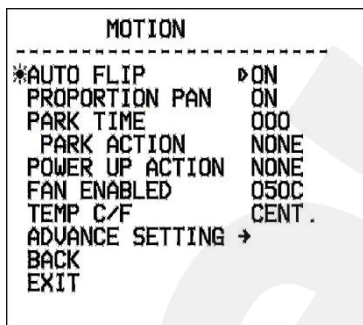 MOTION
------------------------
※AUTO FLIP ▷ON
PROPORTION PAN ON
PARK TIME 000
PARK ACTION NONE
POWER UP ACTION NONE
FAN ENABLED 050C
TEMP C/F CENT.
ADVANCE SETTING →
BACK
EXIT